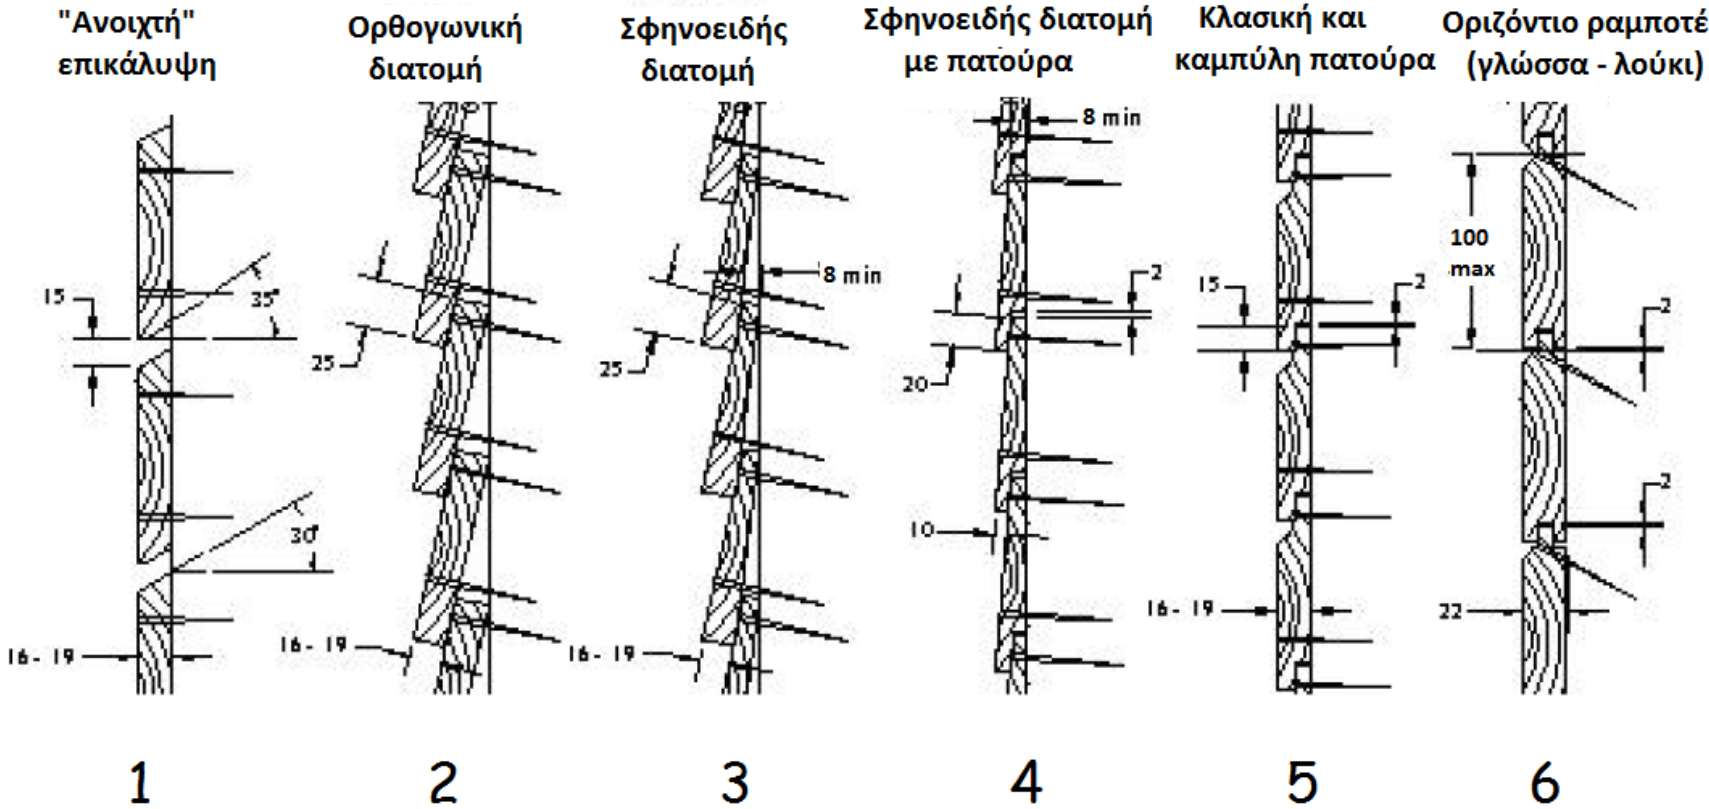 "Ανοιχτή"
επικάλυψη
Ορθογωνική
διατομή
Σφηνοειδής
διατομή
Σφηνοειδής διατομή
με πατούρα
Κλασική και
καμπύλη πατούρα
Οριζόντιο ραμποτέ
(γλώσσα - λούκι)
15
35°
30°
16- 19
25
16- 19
8 min
25
16- 19
8 min
2
20
10
15
2
16- 19
100
max
2
2
22
1
2
3
4
5
6